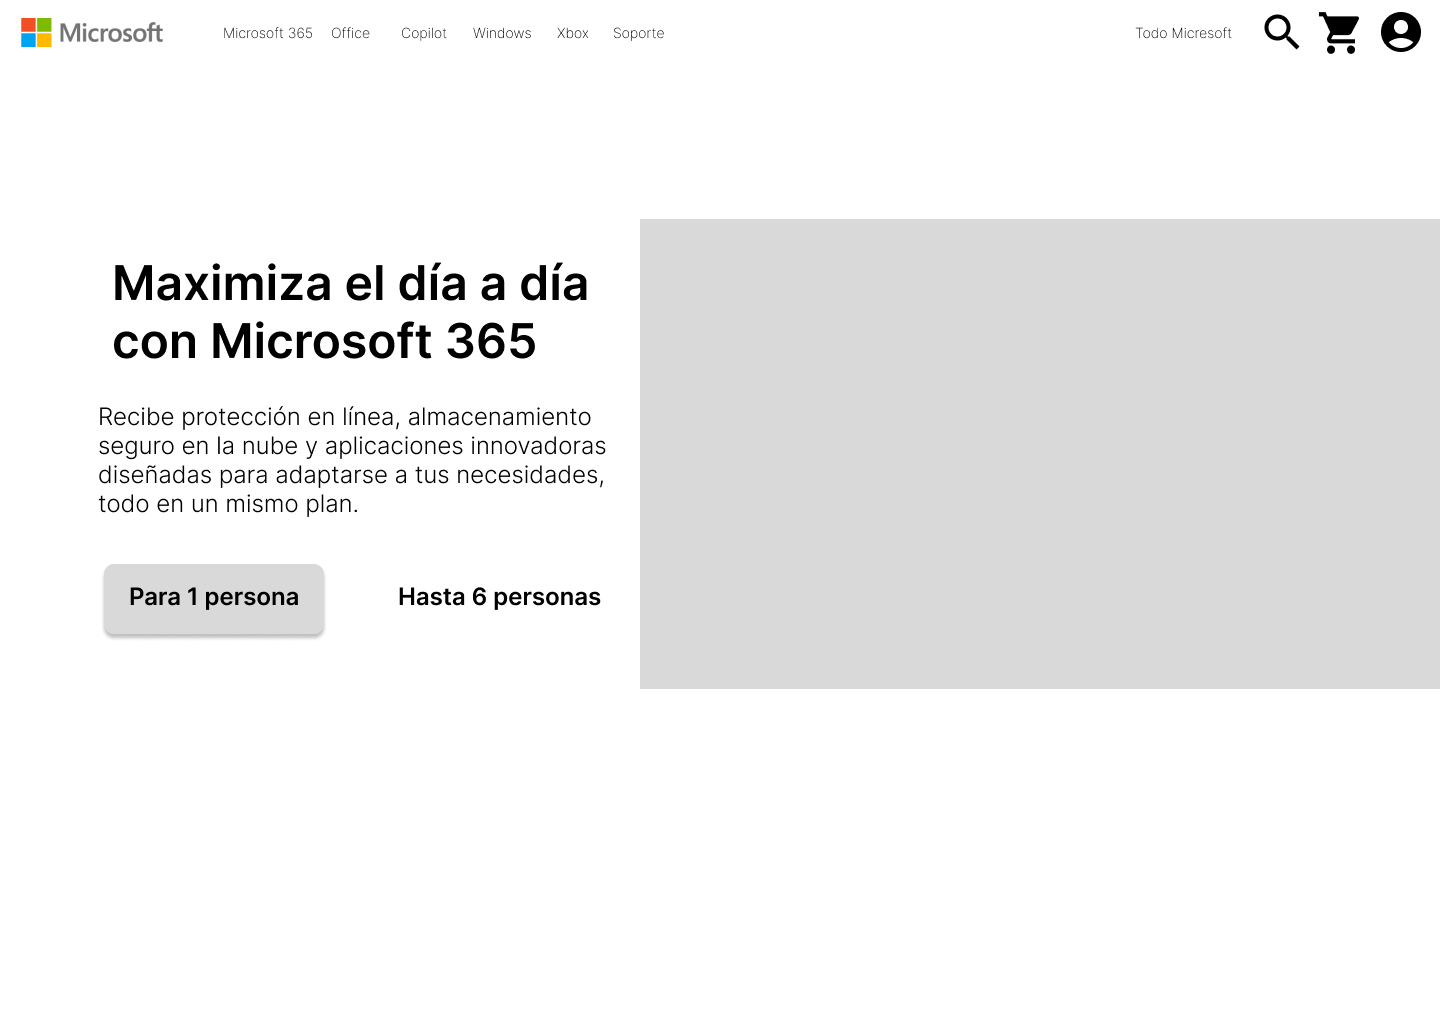 Microsoft Microsoft 365 Office Copilot Windows Xbox Soporte Todo Micresoft
Maximiza el día a día
con Microsoft 365
Recibe protección en línea, almacenamiento
seguro en la nube y aplicaciones innovadoras
diseñadas para adaptarse a tus necesidades,
todo en un mismo plan.
Para 1 persona Hasta 6 personas